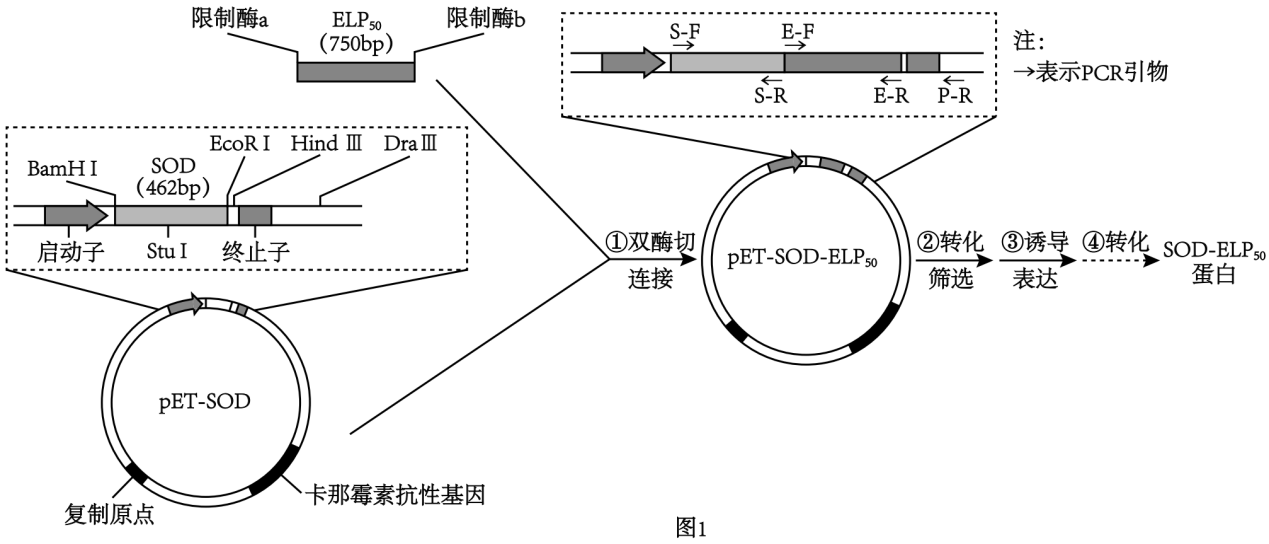 限制酶a
ELP₅₀
(750bp)
限制酶b
S-F
E-F
S-R
E-R
P-R
注：
→表示PCR引物
BamH I
SOD
(462bp)
EcoR I
Hind Ⅲ
Dra Ⅲ
启动子
Stu I
终止子
pET-SOD
复制原点
卡那霉素抗性基因
①双酶切
连接
pET-SOD-ELP₅₀
②转化
筛选
③诱导
表达
④转化
SOD-ELP₅₀
蛋白
图1